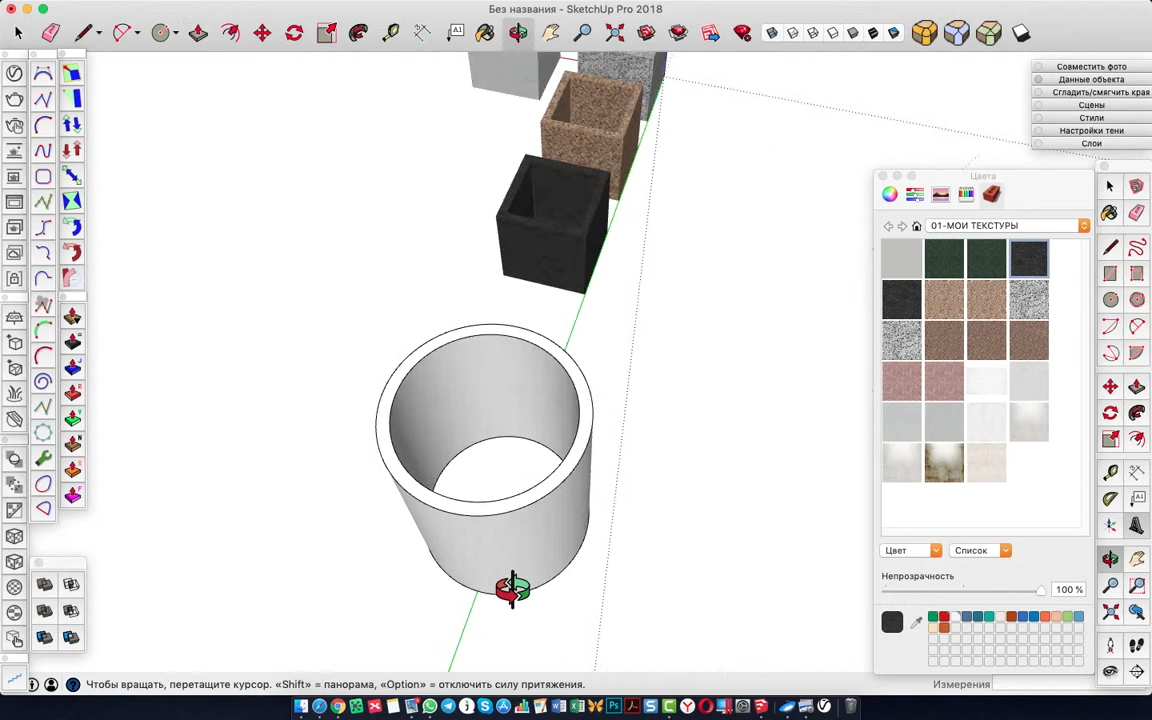 Без названия - SketchUp Pro 2018
A1
Совместить фото
Данные объекта
Сгладить/смягчить края
Сцены
Стили
Настройки тени
Слои
Цвета
01-МОИ ТЕКСТУРЫ
Цвет
Список
Непрозрачность
100 %
Чтобы вращать, перетащите курсор. «Shift» = панорама, «Option» = отключить силу притяжения.
Измерения